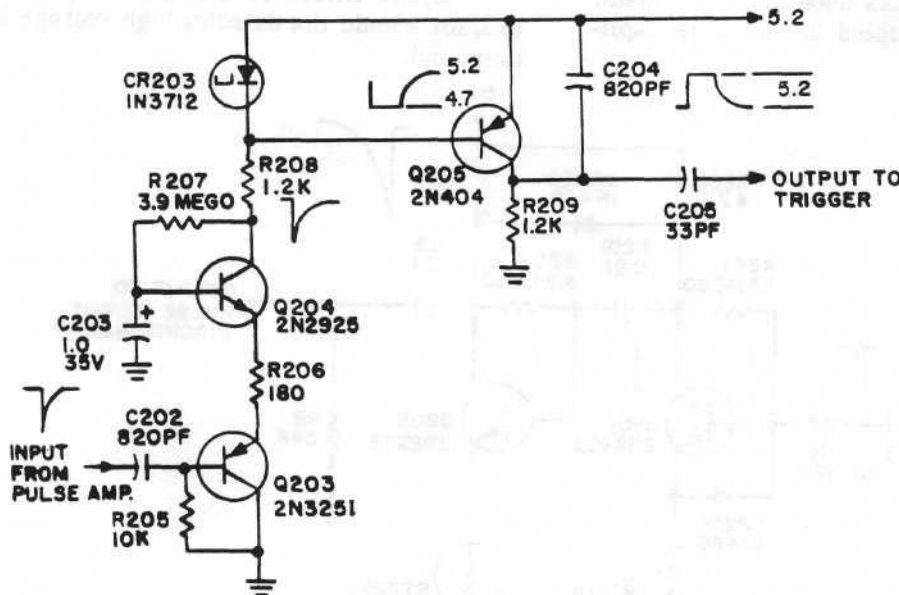 5.2
CR203
1N3712
5.2
4.7
C204
820PF
5.2
Q205
2N404
R208
1.2K
R207
3.9 MEGO
R209
1.2K
C205
33PF
OUTPUT TO
TRIGGER
Q204
2N2925
C203
+
1.0
35V
R206
180
C202
820PF
INPUT
FROM
PULSE AMP.
Q203
2N3251
R205
10K